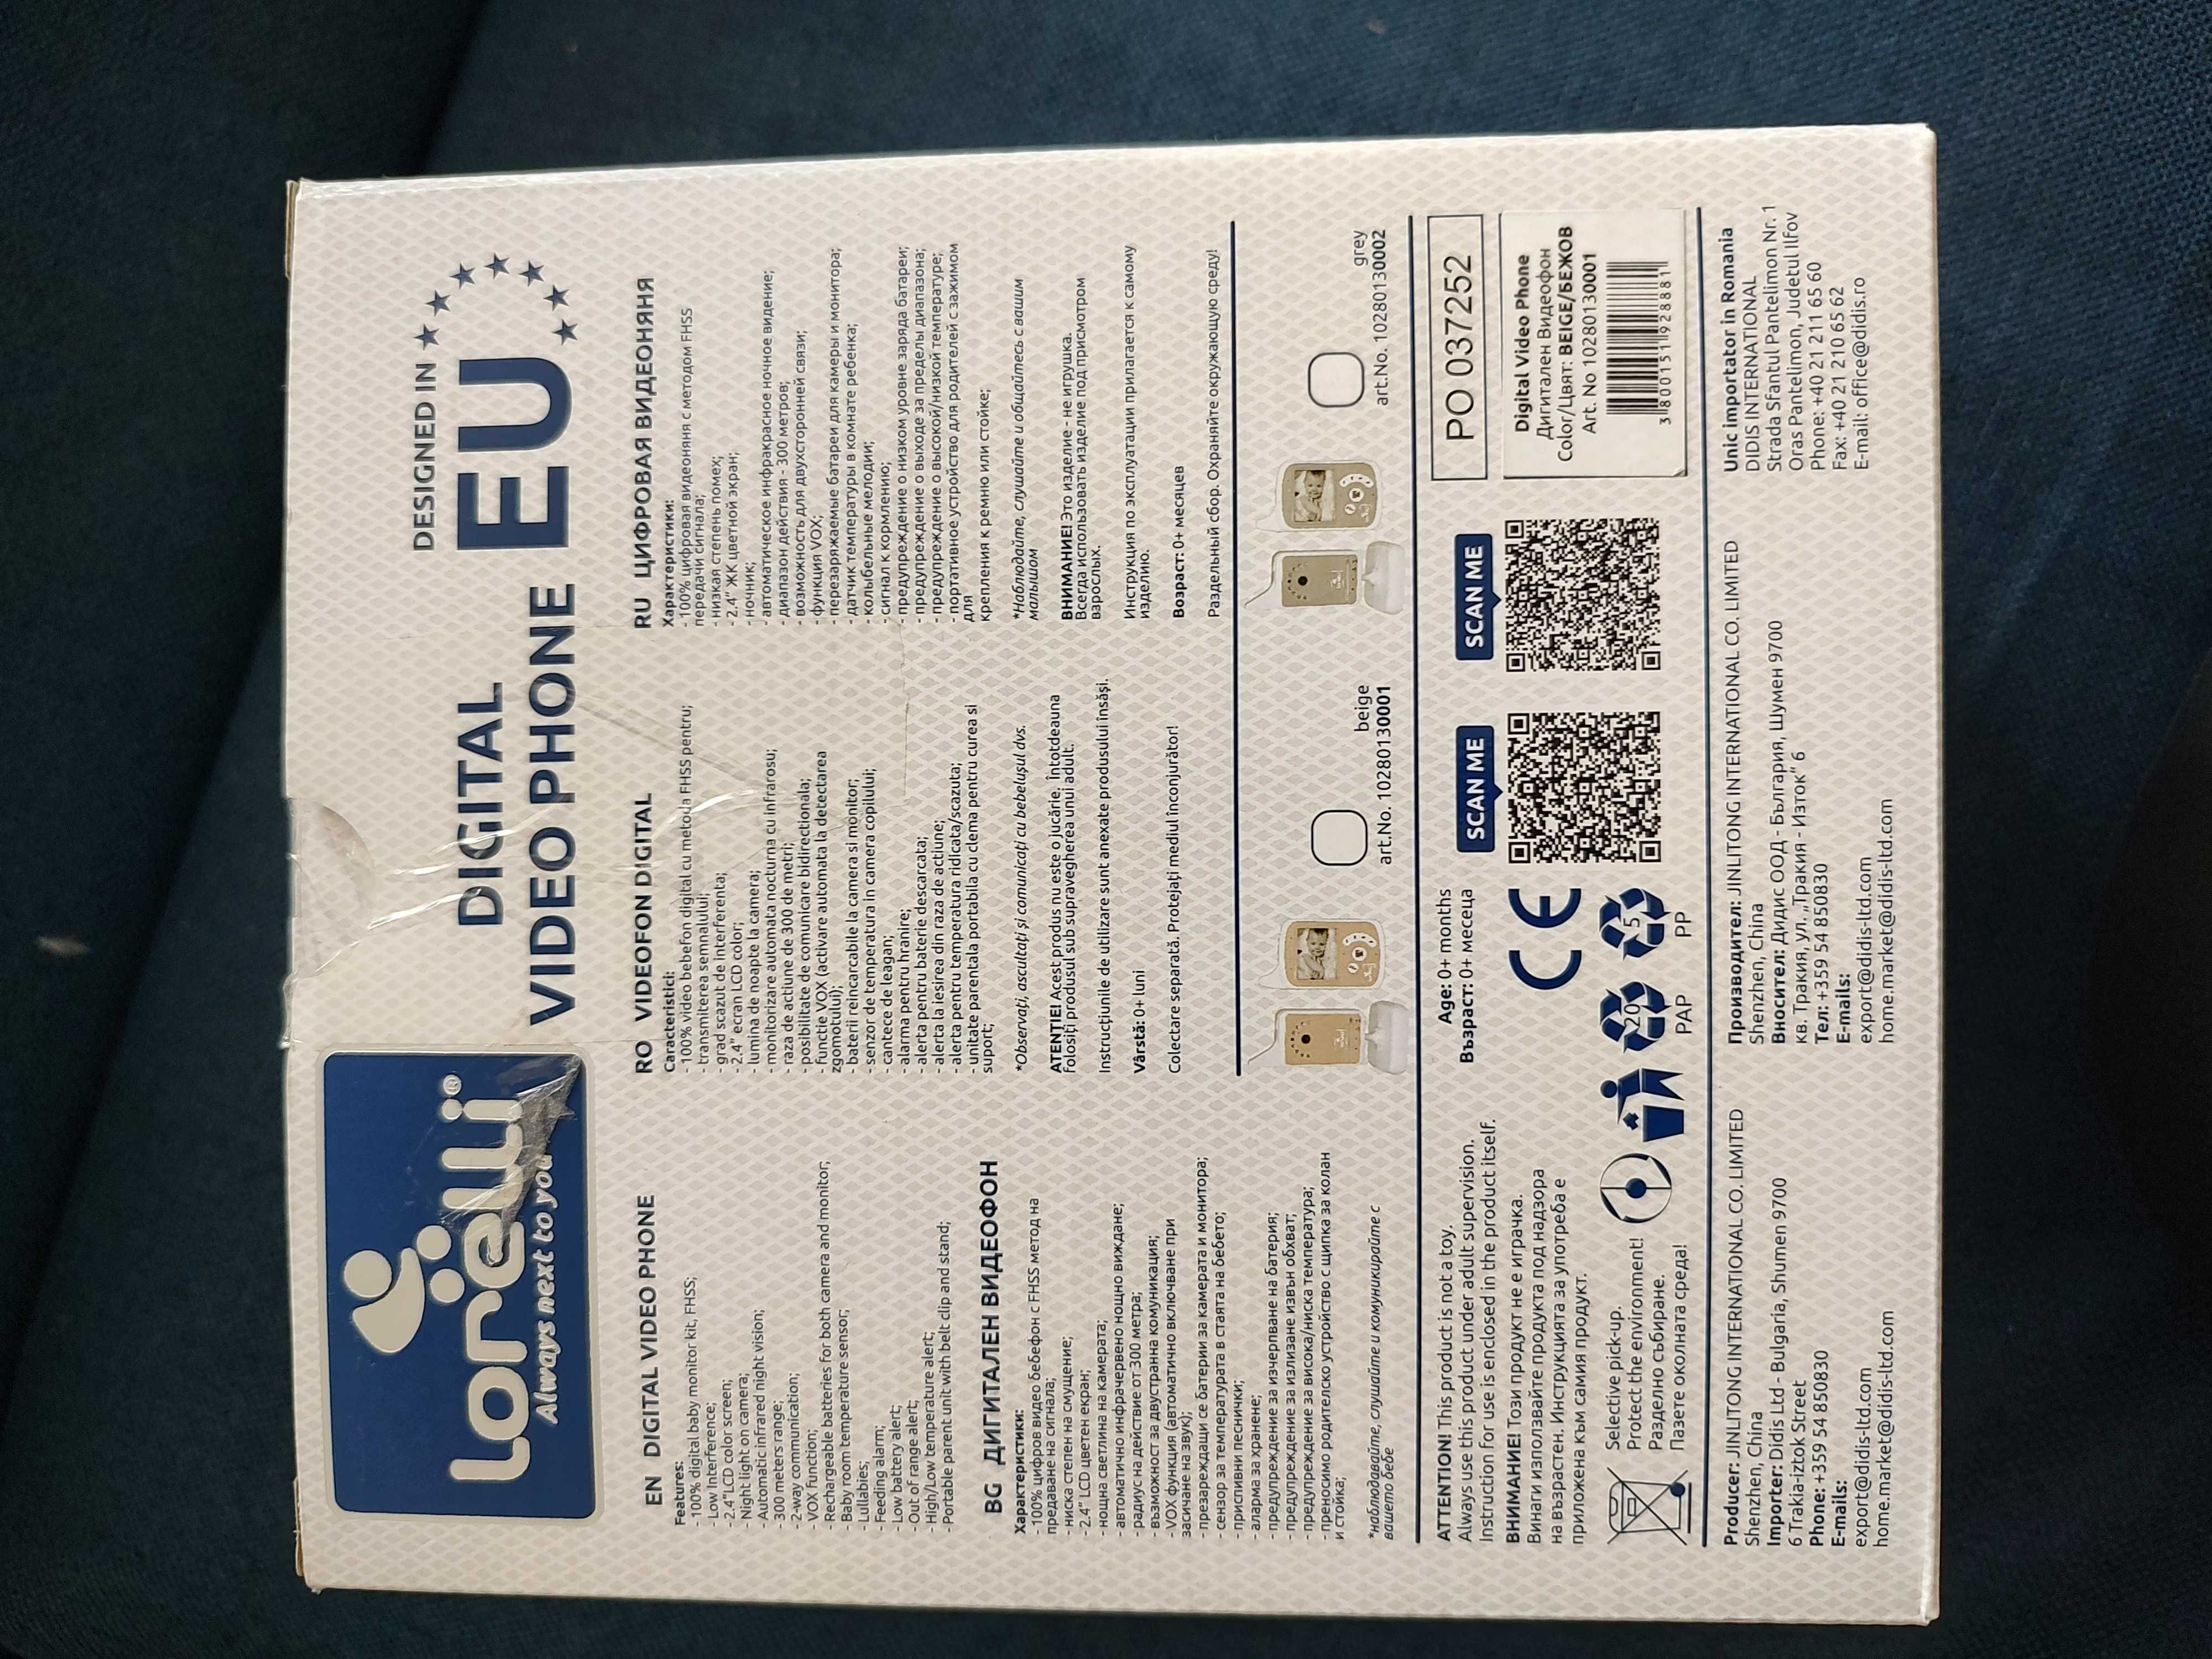 Lorelli®
Always next to you
DIGITAL
VIDEO PHONE
DESIGNED IN
EU
EN DIGITAL VIDEO PHONE
Features:
- 100% digital baby monitor kit, FHSS;
- Low Interference;
- 2.4"LCD color screen;
- Night light on camera;
- Automatic infrared night vision;
- 300 meters range;
- 2-way communication;
- VOX function;
- Rechargeable batteries for both camera and monitor;
- Baby room temperature sensor;
- Lullabies;
- Feeding alarm;
- Low battery alert;
- Out of range alert;
- High/Low temperature alert;
- Portable parent unit with belt clip and stand;
BG ДИГИТАЛЕН ВИДЕОФОН
Характеристики:
- 100% цифров видео бебефон с FHSS метод на
предаване на сигнала;
- ниска степен на смущение;
- 2.4" LCD цветен екран;
- нощна светлина на камерата;
- автоматично инфрачервено нощно виждане;
- радиус на действие от 300 метра;
- възможност за двустранна комуникация;
- VOX функция (автоматично включване при
засичане на звук);
- презареждащи се батерии за камерата и монитора;
- сензор за температурата в стаята на бебето;
- приспивни песнички;
- аларма за хранене;
- предупреждение за изчерпване на батерия;
- предупреждение за излизане извън обхват;
- предупреждение за висока/ниска температура;
- преносимо родителско устройство с щипка за колан
и стойка;
*наблюдавайте, слушайте и комуникирайте с
вашето бебе
RO VIDEOFON DIGITAL
Caracteristici:
- 100% video bebefon digital cu metoda FHSS pentru;
- transmiterea semnalului;
- grad scazut de interferenta;
- 2.4" ecran LCD color;
- lumina de noapte la camera;
- monitorizare automata nocturna cu infrarosu;
- raza de actiune de 300 de metri;
- posibilitate de comunicare bidirectionala;
- functie VOX (activare automata la detectarea
zgomotului);
- baterii reincarcabile la camera si monitor;
- senzor de temperatura in camera copilului;
- cantece de leagan;
- alarma pentru hranire;
- alerta pentru baterie descarcata;
- alerta la iesirea din raza de actiune;
- alerta pentru temperatura ridicata/scazuta;
- unitate parentala portabila cu clema pentru curea si
suport;
*Observați, ascultați și comunicați cu bebelușul dvs.
ATENȚIE! Acest produs nu este o jucărie. Întotdeauna
folosiți produsul sub supravegherea unui adult.
Instrucțiunile de utilizare sunt anexate produsului însăși.
Vârstă: 0+ luni
Colectare separată. Protejați mediul înconjurător!
RU ЦИФРОВАЯ ВИДЕОНЯНЯ
Характеристики:
- 100% цифровая видеоняня с методом FHSS
передачи сигнала;
- низкая степень помех;
- 2.4" ЖК цветной экран;
- ночник;
- автоматическое инфракрасное ночное видение;
- диапазон действия - 300 метров;
- возможность для двухсторонней связи;
- функция VOX;
- перезаряжаемые батареи для камеры и монитора;
- датчик температуры в комнате ребенка;
- колыбельные мелодии;
- сигнал к кормлению;
- предупреждение о низком уровне заряда батареи;
- предупреждение о выходе за пределы диапазона;
- предупреждение о высокой/низкой температуре;
- портативное устройство для родителей с зажимом
для
крепления к ремню или стойке;
*Наблюдайте, слушайте и общайтесь с вашим
малышом
ВНИМАНИЕ! Это изделие - не игрушка.
Всегда использовать изделие под присмотром
взрослых.
Инструкция по эксплуатации прилагается к самому
изделию.
Возраст: 0+ месяцев
Раздельный сбор. Охраняйте окружающую среду!
beige
art.No. 10280130001
grey
art.No. 10280130002
ATTENTION! This product is not a toy.
Always use this product under adult supervision.
Instruction for use is enclosed in the product itself.
ВНИМАНИЕ! Този продукт не е играчка.
Винаги използвайте продукта под надзора
на възрастен. Инструкцията за употреба е
приложена към самия продукт.
Selective pick-up.
Protect the environment!
Разделно събиране.
Пазете околната среда!
Age: 0+ months
Възраст: 0+ месеца
CE
20
PAP
5
PP
SCAN ME
SCAN ME
PO 037252
Digital Video Phone
Дигитален Видеофон
Color/Цвят: BEIGE/БЕЖОВ
Art. No 10280130001
3 800151 928881
Producer: JINLITONG INTERNATIONAL CO. LIMITED
Shenzhen, China
Importer: Didis Ltd - Bulgaria, Shumen 9700
6 Trakia-iztok Street
Phone: +359 54 850830
E-mails:
export@didis-ltd.com
home.market@didis-ltd.com
Производител: JINLITONG INTERNATIONAL CO. LIMITED
Shenzhen, China
Вносител: Дидис ООД - България, Шумен 9700
кв. Тракия, ул. „Тракия - Изток" 6
Тел: +359 54 850830
E-mails:
export@didis-ltd.com
home.market@didis-ltd.com
Unic importator in Romania
DIDIS INTERNATIONAL
Strada Sfantul Pantelimon Nr. 1
Oras Pantelimon, Judetul Ilfov
Phone: +40 21 211 65 60
Fax: +40 21 210 65 62
E-mail: office@didis.ro